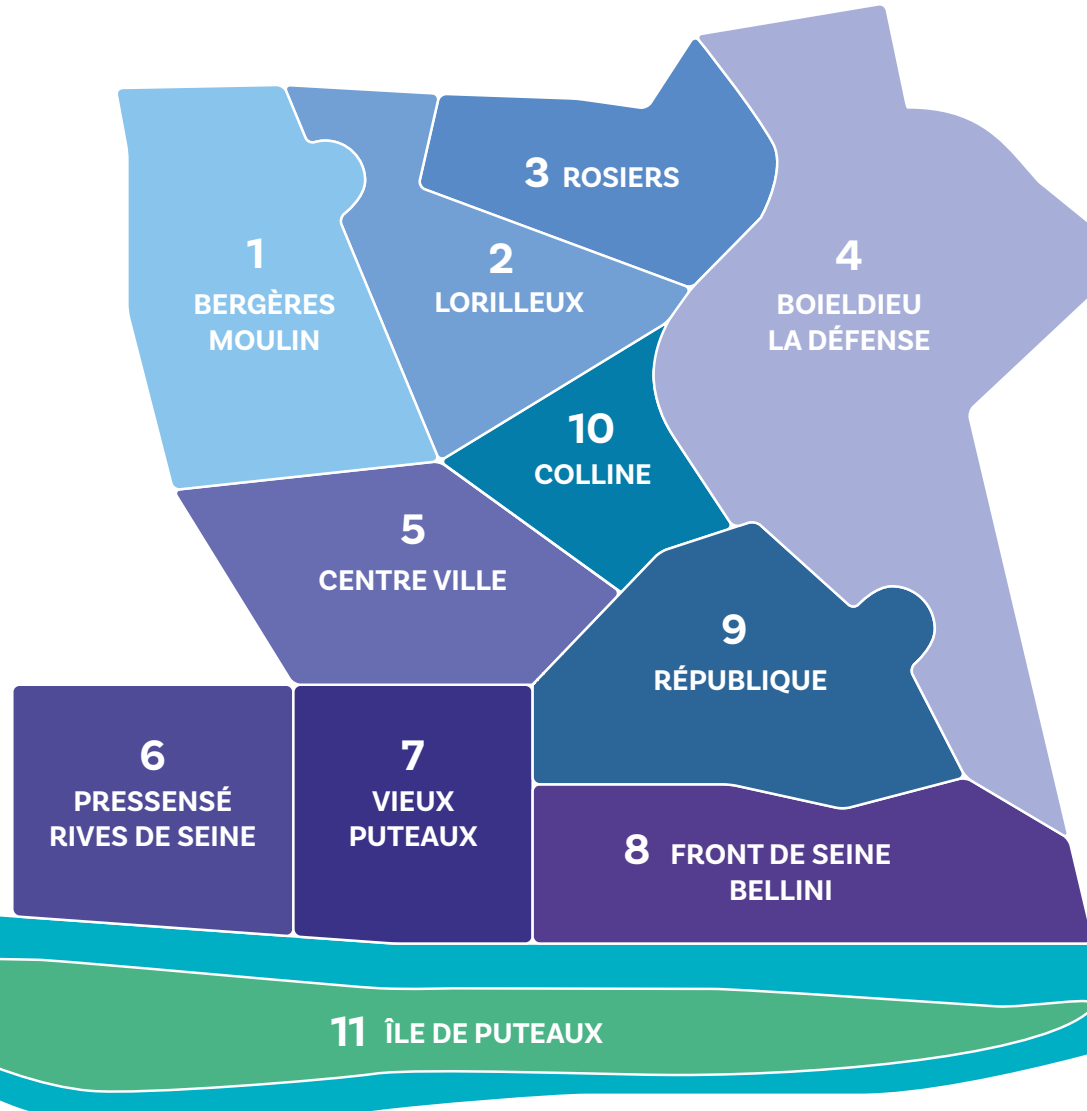 1
BERGÈRES
MOULIN
2
LORILLEUX
3 ROSIERS
4
BOIELDIEU
LA DÉFENSE
5
CENTRE VILLE
6
PRESSENSÉ
RIVES DE SEINE
7
VIEUX
PUTEAUX
8 FRONT DE SEINE
BELLINI
9
RÉPUBLIQUE
10
COLLINE
11 ÎLE DE PUTEAUX